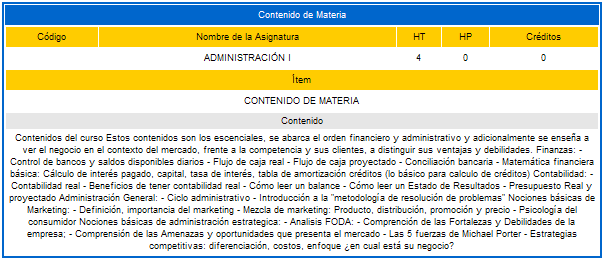 Contenido de Materia
Código Nombre de la Asignatura HT HP Créditos
ADMINISTRACIÓN I 4 0 0
Ítem
CONTENIDO DE MATERIA
Contenido
Contenidos del curso Estos contenidos son los escenciales, se abarca el orden financiero y administrativo y adicionalmente se enseña a
ver el negocio en el contexto del mercado, frente a la competencia y sus clientes, a distinguir sus ventajas y debilidades. Finanzas: -
Control de bancos y saldos disponibles diarios - Flujo de caja real - Flujo de caja proyectado - Conciliación bancaria - Matemática financiera
básica: Cálculo de interés pagado, capital, tasa de interés, tabla de amortización créditos (lo básico para calculo de créditos) Contabilidad: -
Contabilidad real - Beneficios de tener contabilidad real - Cómo leer un balance - Cómo leer un Estado de Resultados - Presupuesto Real y
proyectado Administración General: - Ciclo administrativo - Introducción a la "metodología de resolución de problemas" Nociones básicas de
Marketing: - Definición, importancia del marketing - Mezcla de marketing: Producto, distribución, promoción y precio - Psicología del
consumidor Nociones básicas de administración estrategica: - Analisis FODA: - Comprención de las Fortalezas y Debilidades de la
empresa; - Comprensión de las Amenazas y oportunidades que presenta el mercado - Las 5 fuerzas de Michael Porter - Estrategias
competitivas: diferenciación, costos, enfoque ¿en cual está su negocio?